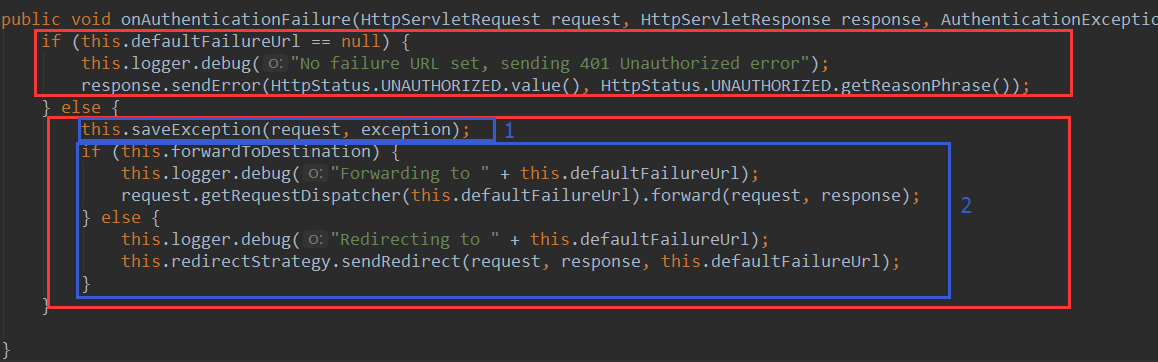 public void onAuthenticationFailure(HttpServletRequest request, HttpServletResponse response, AuthenticationExceptio
if (this.defaultFailureUrl == null) {
this.logger.debug( o: "No failure URL set, sending 401 Unauthorized error");
response.sendError(HttpStatus.UNAUTHORIZED.value(), HttpStatus.UNAUTHORIZED.getReasonPhrase());
} else {
this.saveException(request, exception); 1
if (this.forwardToDestination) {
this.logger.debug( o: "Forwarding to " + this.defaultFailureUrl);
request.getRequestDispatcher(this.defaultFailureUrl).forward(request, response);
} else { 2
this.logger.debug( o: "Redirecting to " + this.defaultFailureUrl);
this.redirectStrategy.sendRedirect(request, response, this.defaultFailureUrl);
}
}
}